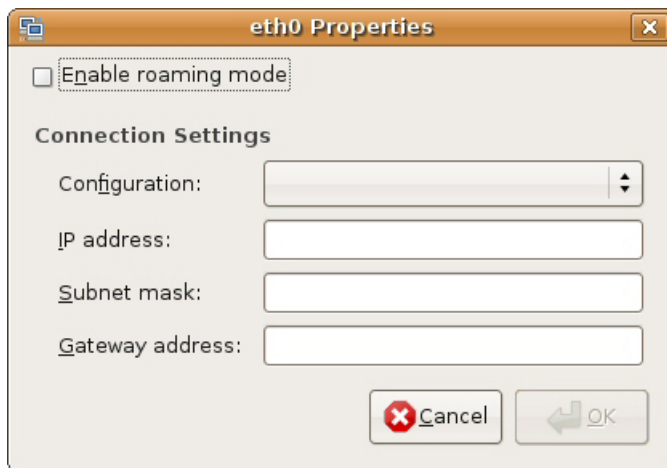 eth0 Properties
Enable roaming mode
Connection Settings
Configuration:
IP address:
Subnet mask:
Gateway address:
Cancel OK